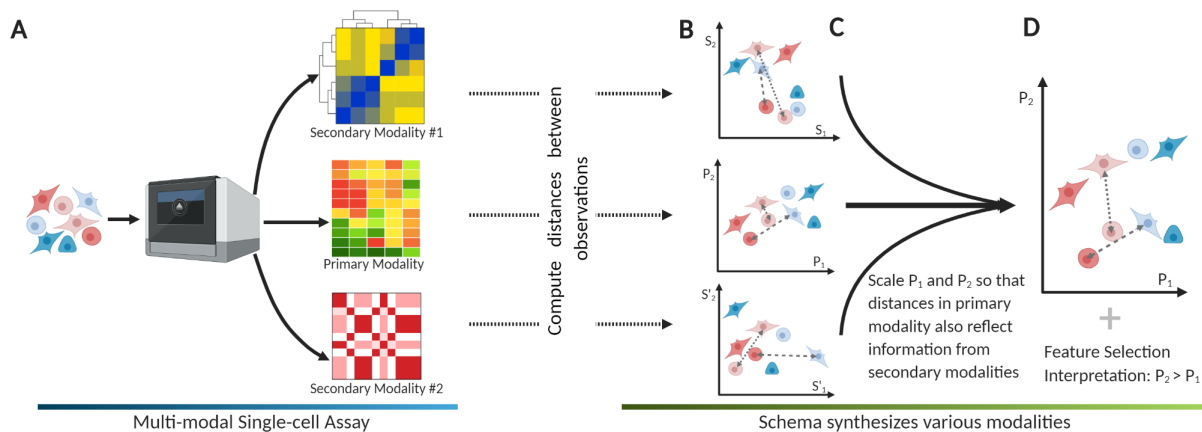 A
Secondary Modality #1
Primary Modality
Secondary Modality #2
Multi-modal Single-cell Assay
Compute distances between
observations
B
S2
S1
P2
P1
S'2
S'1
C
Scale P1 and P2 so that
distances in primary
modality also reflect
information from
secondary modalities
D
P2
P1
+
Feature Selection
Interpretation: P2 > P1
Schema synthesizes various modalities